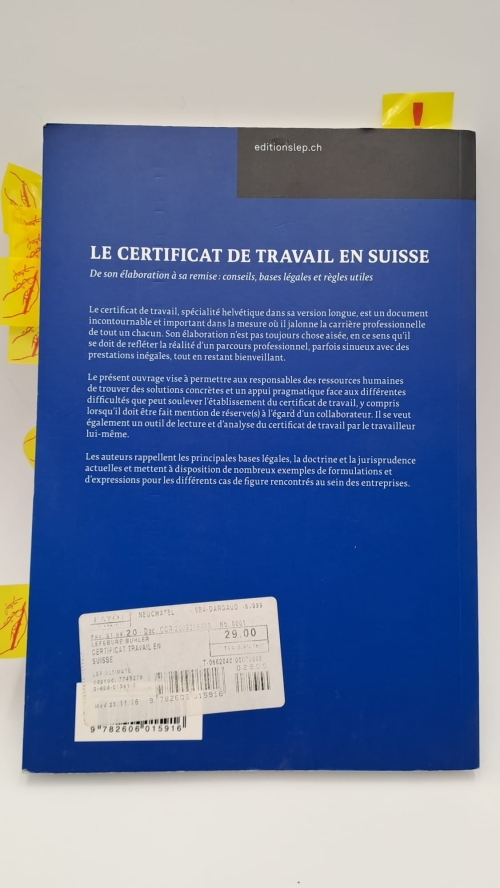 !
editionslep.ch
LE CERTIFICAT DE TRAVAIL EN SUISSE
De son élaboration à sa remise : conseils, bases légales et règles utiles
Le certificat de travail, spécialité helvétique dans sa version longue, est un document
incontournable et important dans la mesure où il jalonne la carrière professionnelle
de tout un chacun. Son élaboration n'est pas toujours chose aisée, en ce sens qu'il
se doit de refléter la réalité d'un parcours professionnel, parfois sinueux avec des
prestations inégales, tout en restant bienveillant.
Le présent ouvrage vise à permettre aux responsables des ressources humaines
de trouver des solutions concrètes et un appui pragmatique face aux différentes
difficultés que peut soulever l'établissement du certificat de travail, y compris
lorsqu'il doit être fait mention de réserve(s) à l'égard d'un collaborateur. Il se veut
également un outil de lecture et d'analyse du certificat de travail par le travailleur
lui-même.
Les auteurs rappellent les principales bases légales, la doctrine et la jurisprudence
actuelles et mettent à disposition de nombreux exemples de formulations et
d'expressions pour les différents cas de figure rencontrés au sein des entreprises.
NEUCHATEL
29.00
LEFEBURE BUHLER
CERTIFICAT TRAVAIL EN
SUISSE
LEP ULTIMATE
9 782606 015916
9 782606 015916